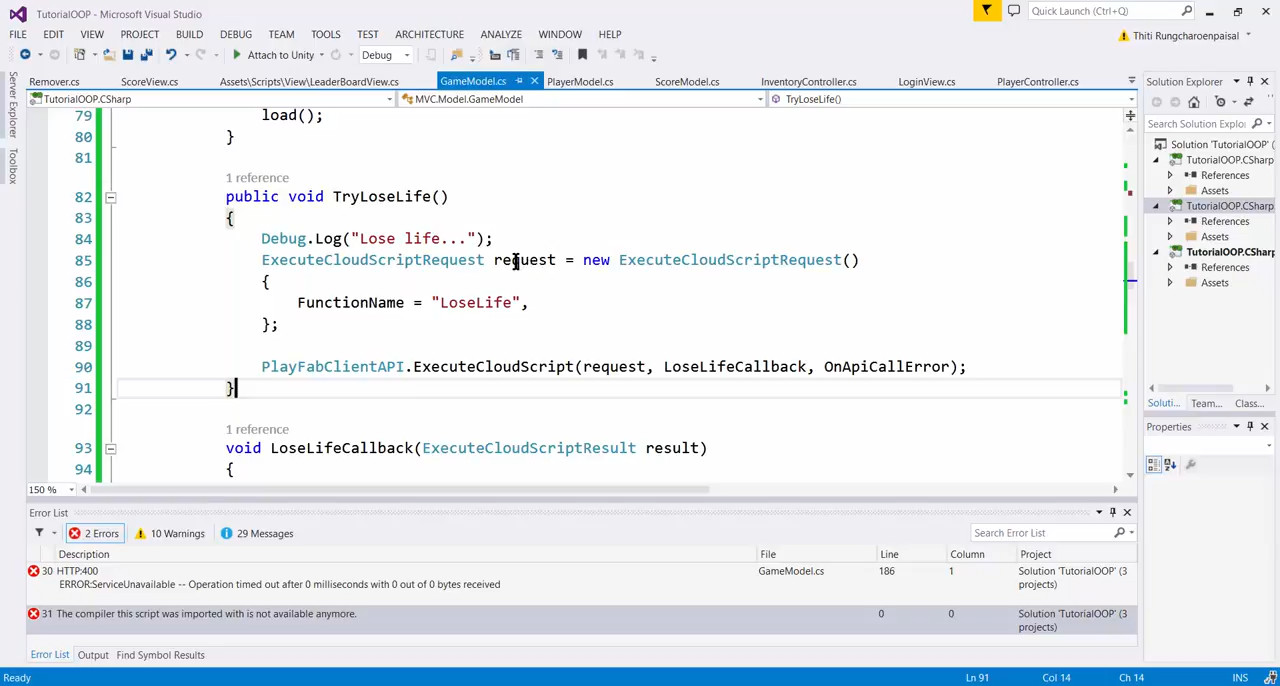 TutorialOOP - Microsoft Visual Studio
Quick Launch (Ctrl+Q)
FILE EDIT VIEW PROJECT BUILD DEBUG TEAM TOOLS TEST ARCHITECTURE ANALYZE WINDOW HELP
Thiti Rungcharoenpaisal
Attach to Unity Debug
Remover.cs ScoreView.cs Assets\Scripts\View\LeaderBoardView.cs GameModel.cs PlayerModel.cs ScoreModel.cs InventoryController.cs LoginView.cs PlayerController.cs
TutorialOOP.CSharp MVC.Model.GameModel TryLoseLife()
Server Explorer
Toolbox
79 load();
80 }
81
1 reference
82 public void TryLoseLife()
83 {
84 Debug.Log("Lose life...");
85 ExecuteCloudScriptRequest request = new ExecuteCloudScriptRequest()
86 {
87 FunctionName = "LoseLife",
88 };
89
90 PlayFabClientAPI.ExecuteCloudScript(request, LoseLifeCallback, OnApiCallError);
91 }
92
1 reference
93 void LoseLifeCallback(ExecuteCloudScriptResult result)
94 {
150 %
Solution Explorer
Search Solution Explo
Solution 'TutorialOOP' (
TutorialOOP.CSharp
References
Assets
TutorialOOP.CSharp
References
Assets
TutorialOOP.CSharp
References
Assets
Soluti... Team... Class...
Properties
Error List
2 Errors 10 Warnings 29 Messages
Search Error List
Description File Line Column Project
30 HTTP:400 GameModel.cs 186 1 Solution 'TutorialOOP' (3
ERROR:ServiceUnavailable -- Operation timed out after 0 milliseconds with 0 out of 0 bytes received projects)
31 The compiler this script was imported with is not available anymore. 0 0 Solution 'TutorialOOP' (3
projects)
Error List Output Find Symbol Results
Ready Ln 91 Col 14 Ch 14 INS